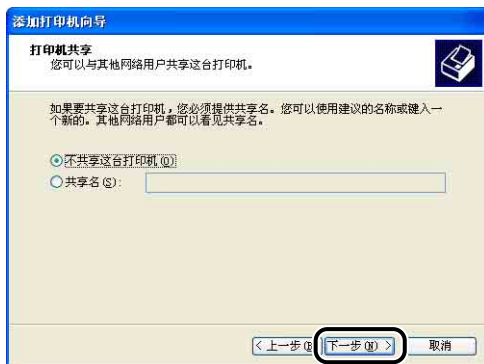 添加打印机向导
打印机共享
您可以与其他网络用户共享这台打印机。
如果要共享这台打印机，您必须提供共享名。您可以使用建议的名称或键入一
个新的。其他网络用户都可以看见共享名。
不共享这台打印机(O)
共享名(S):
< 上一步(B) 下一步(N) > 取消